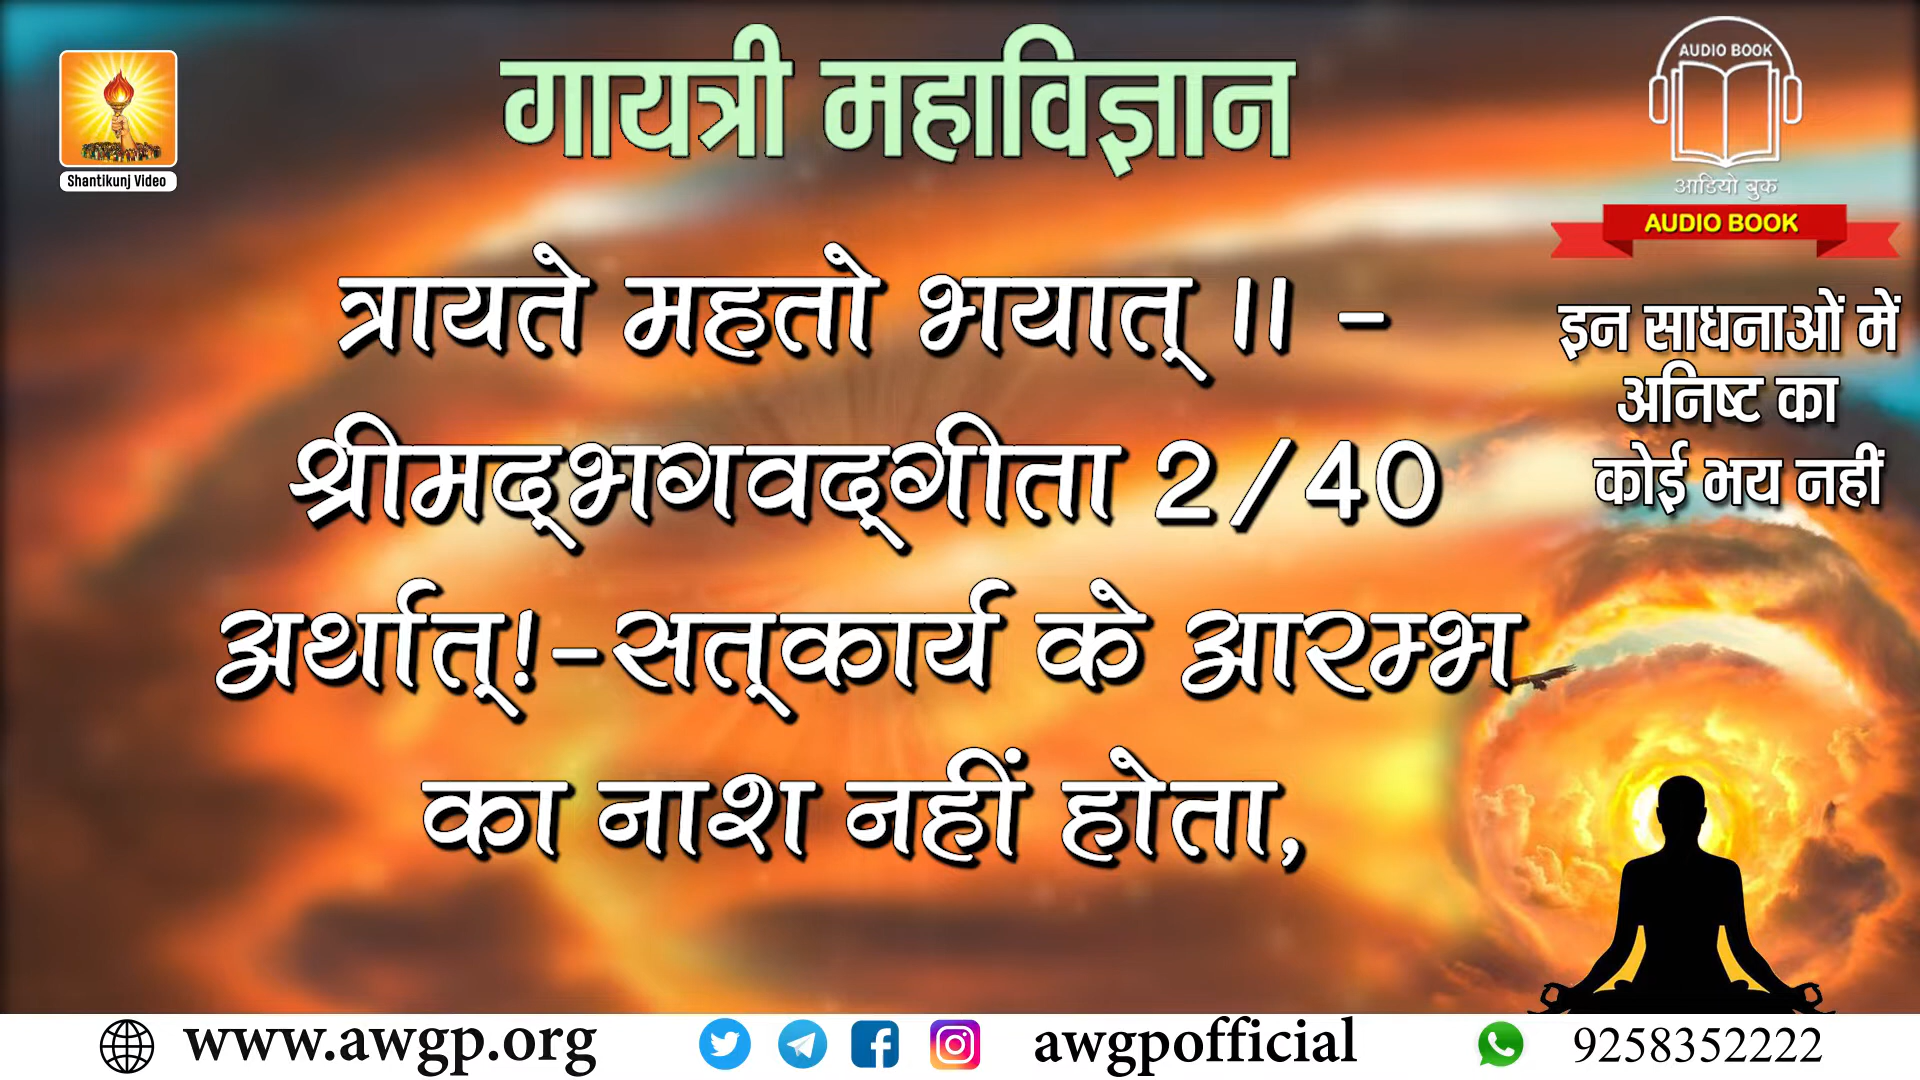 गायत्री महाविज्ञान
Shantikunj Video
AUDIO BOOK
आडियो बुक
AUDIO BOOK
इन साधनाओं में
अनिष्ट का
कोई भय नहीं
त्रायते महतो भयात् ।। -
श्रीमद्‌भगवद्‌गीता 2/40
अर्थात्!-सत्‌कार्य के आरम्भ
का नाश नहीं होता,
www.awgp.org
awgpofficial
9258352222